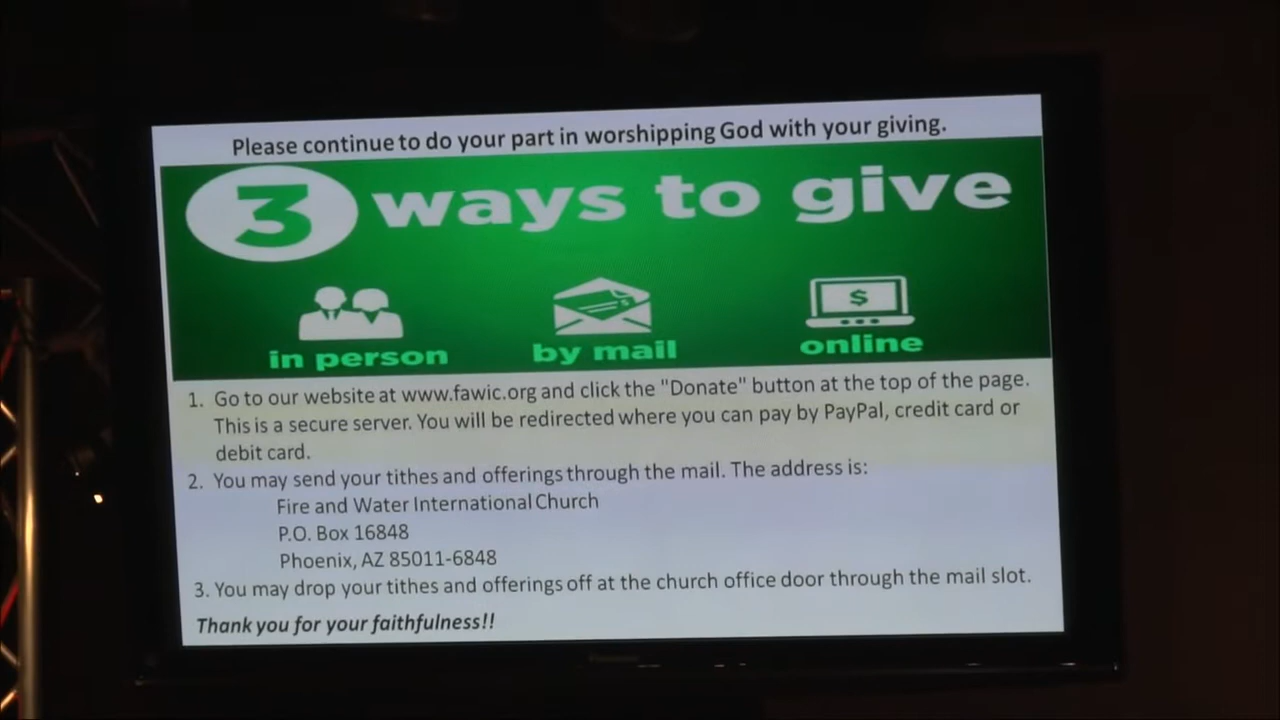 Please continue to do your part in worshipping God with your giving.
3 ways to give
in person by mail online
$
1. Go to our website at www.fawic.org and click the "Donate" button at the top of the page.
This is a secure server. You will be redirected where you can pay by PayPal, credit card or
debit card.
2. You may send your tithes and offerings through the mail. The address is:
Fire and Water International Church
P.O. Box 16848
Phoenix, AZ 85011-6848
3. You may drop your tithes and offerings off at the church office door through the mail slot.
Thank you for your faithfulness!!